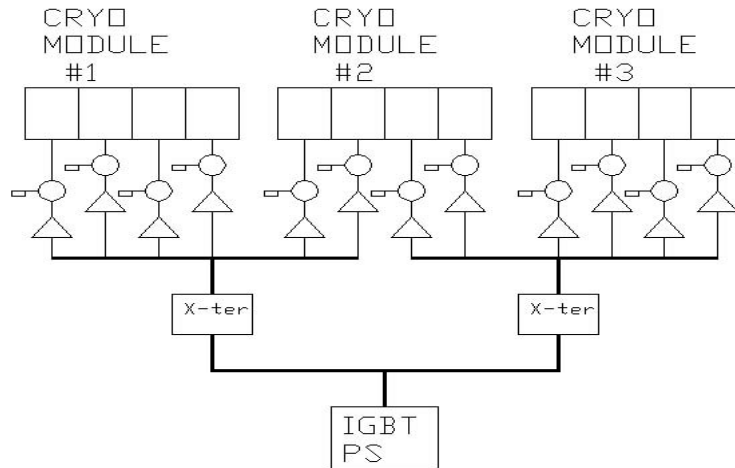 CRYO
MODULE
#1
CRYO
MODULE
#2
CRYO
MODULE
#3
X-ter
X-ter
IGBT
PS